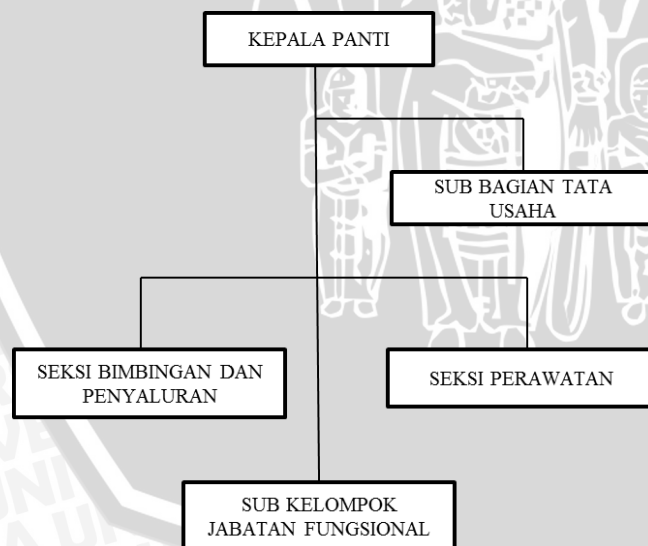 KEPALA PANTI
SUB BAGIAN TATA
USAHA
SEKSI BIMBINGAN DAN
PENYALURAN
SEKSI PERAWATAN
SUB KELOMPOK
JABATAN FUNGSIONAL